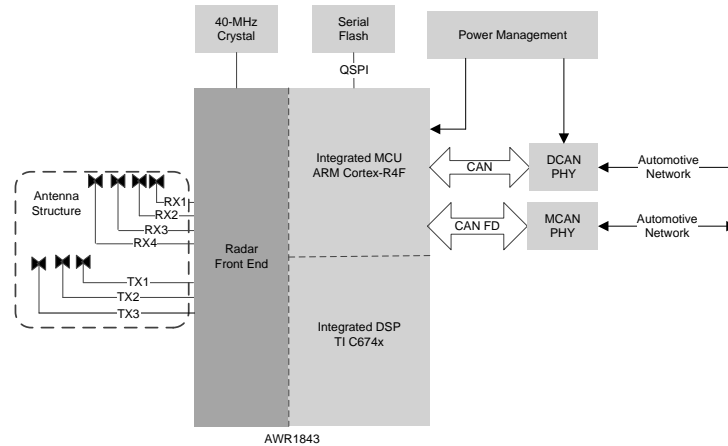 40-MHz
Crystal
Serial
Flash
Power Management
QSPI
Integrated MCU
ARM Cortex-R4F
CAN
DCAN
PHY
Automotive
Network
Antenna
Structure
RX1
RX2
RX3
RX4
CAN FD
MCAN
PHY
Automotive
Network
Radar
Front End
TX1
TX2
TX3
Integrated DSP
TI C674x
AWR1843